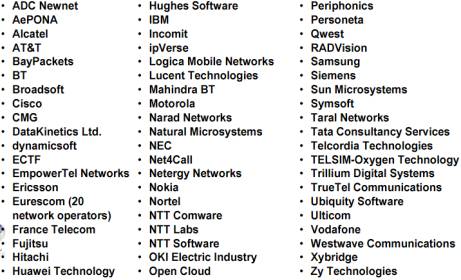 • ADC Newnet
• AePONA
• Alcatel
• AT&T
• BayPackets
• BT
• Broadsoft
• Cisco
• CMG
• DataKinetics Ltd.
• dynamicsoft
• ECTF
• EmpowerTel Networks
• Ericsson
• Eurescom (20
network operators)
• France Telecom
• Fujitsu
• Hitachi
• Huawei Technology
• Hughes Software
• IBM
• Incomit
• ipVerse
• Logica Mobile Networks
• Lucent Technologies
• Mahindra BT
• Motorola
• Narad Networks
• Natural Microsystems
• NEC
• Net4Call
• Netergy Networks
• Nokia
• Nortel
• NTT Comware
• NTT Labs
• NTT Software
• OKI Electric Industry
• Open Cloud
• Periphonics
• Personeta
• Qwest
• RADVision
• Samsung
• Siemens
• Sun Microsystems
• Symsoft
• Taral Networks
• Tata Consultancy Services
• Telcordia Technologies
• TELSIM-Oxygen Technology
• Trillium Digital Systems
• TrueTel Communications
• Ubiquity Software
• Ulticom
• Vodafone
• Westwave Communications
• Xybridge
• Zy Technologies